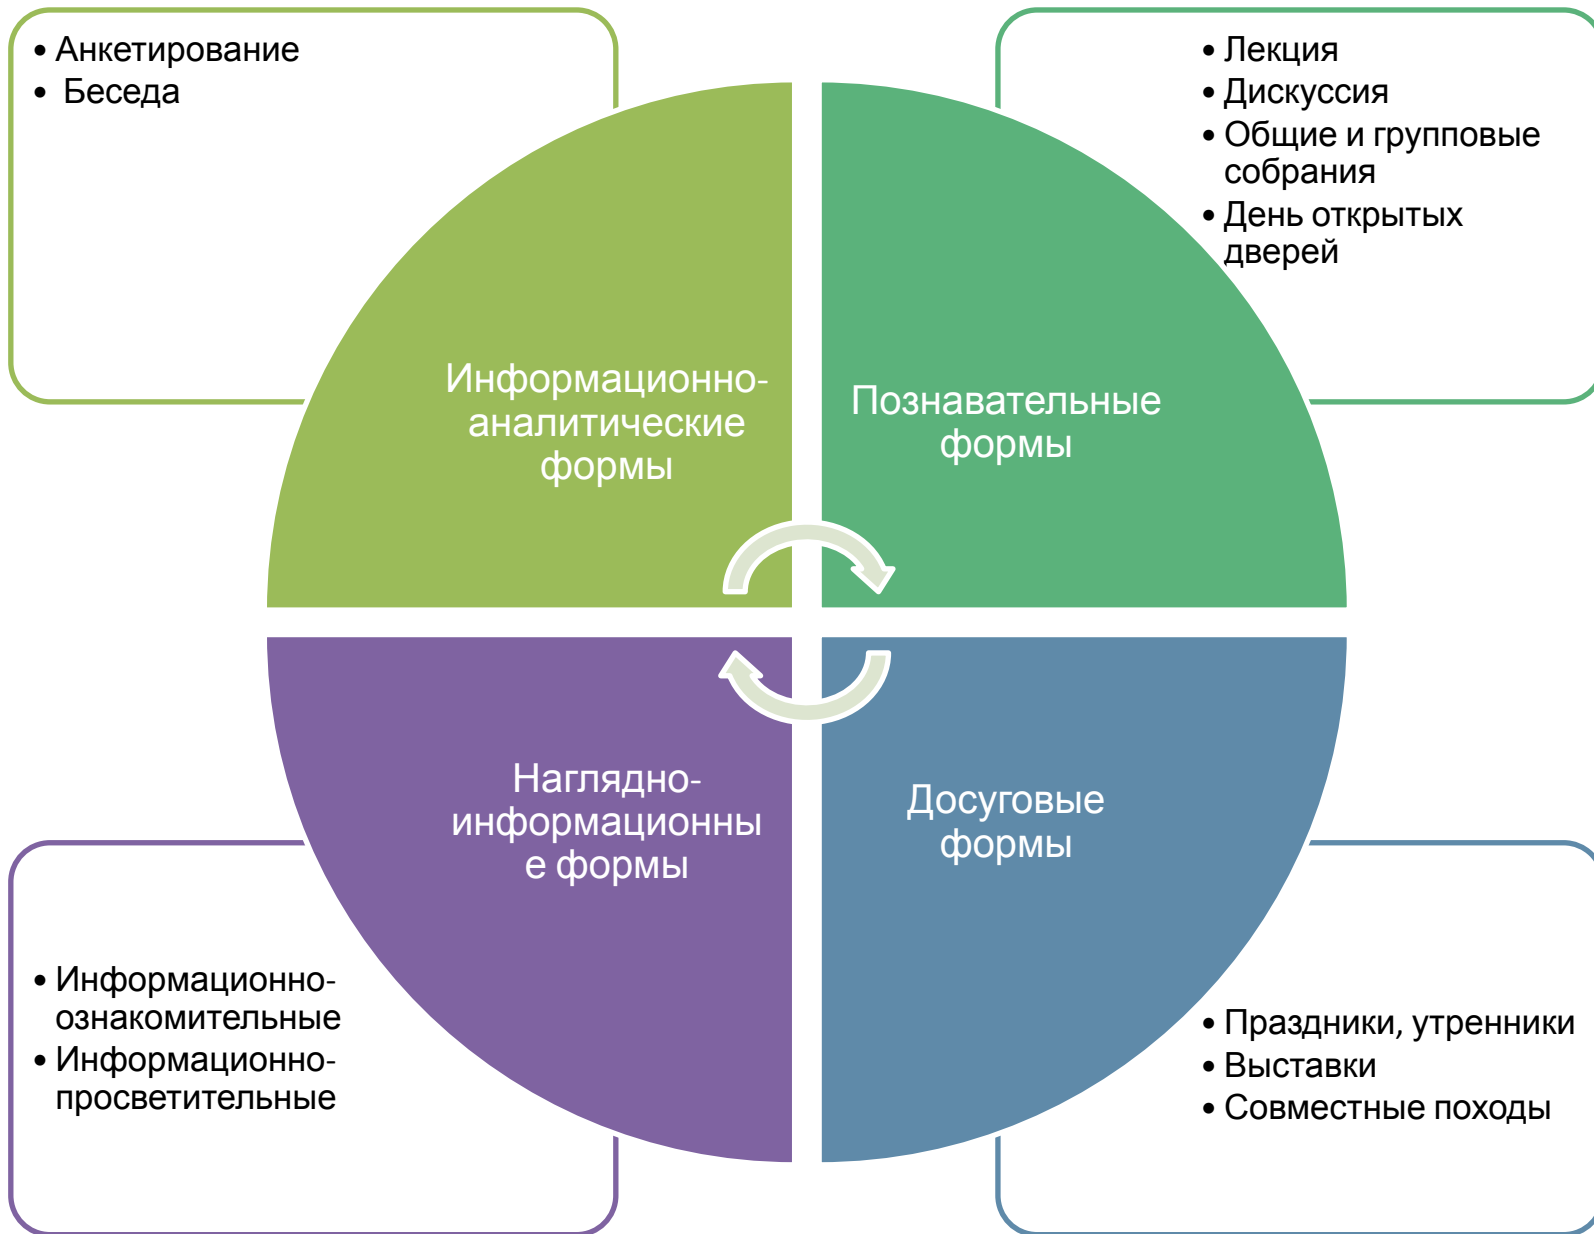 • Анкетирование
• Беседа
• Лекция
• Дискуссия
• Общие и групповые
собрания
• День открытых
дверей
Информационно-
аналитические
формы
Познавательные
формы
Наглядно-
информационны
е формы
Досуговые
формы
• Информационно-
ознакомительные
• Информационно-
просветительные
• Праздники, утренники
• Выставки
• Совместные походы